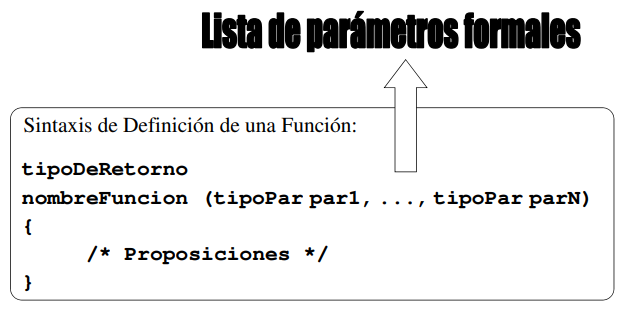 Lista de parámetros formales
Sintaxis de Definición de una Función:
tipoDeRetorno
nombreFuncion (tipoPar par1, ..., tipoPar parN)
{
/* Proposiciones */
}